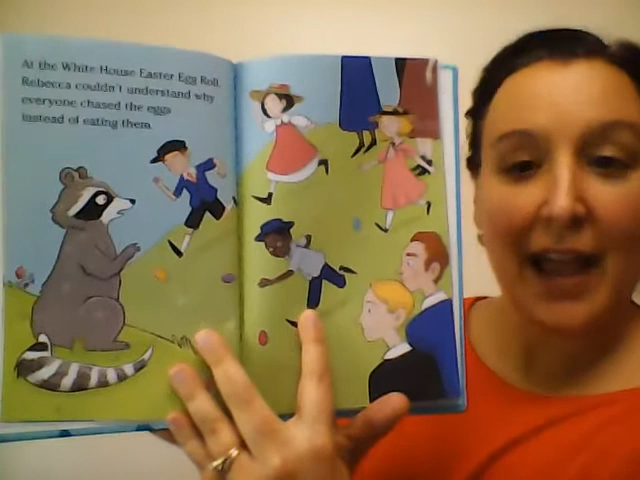 At the White House Easter Egg Roll,
Rebecca couldn't understand why
everyone chased the eggs
instead of eating them.